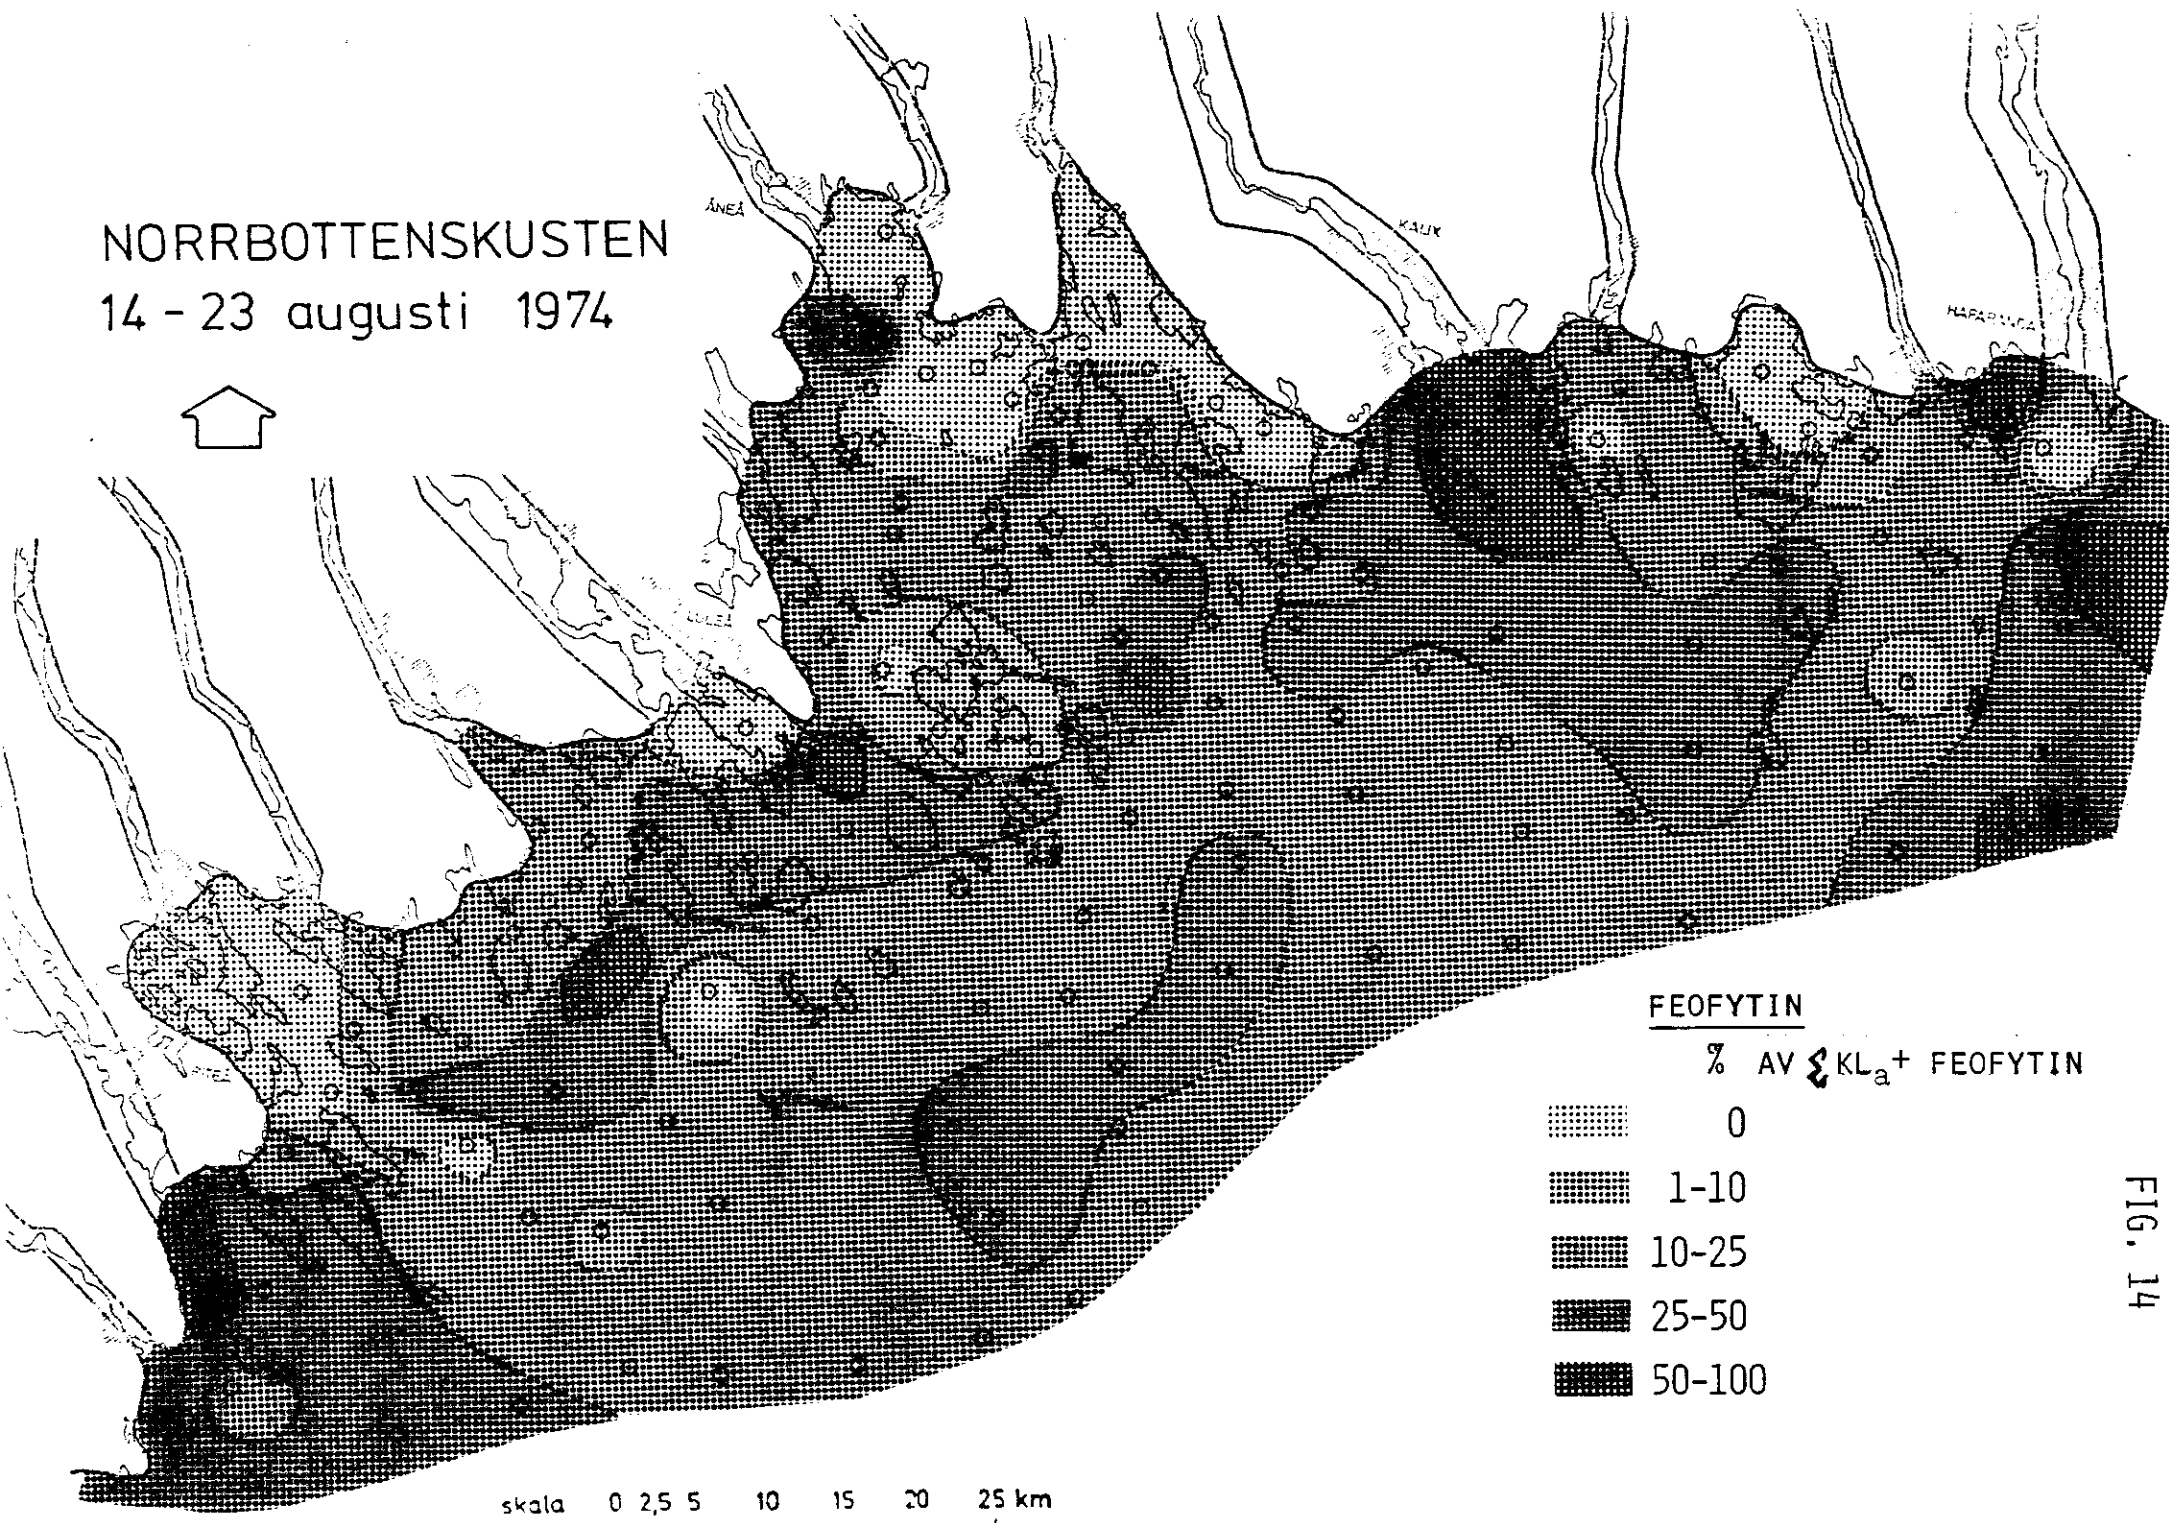 NORRBOTTENSKUSTEN
14 - 23 augusti 1974
ÅNEÅ
KALIX
HAPARANDA
LULEÅ
PITEÅ
FEOFYTIN
% AV Σ KLa + FEOFYTIN
0
1-10
10-25
25-50
50-100
FIG. 14
skala 0 2,5 5 10 15 20 25 km